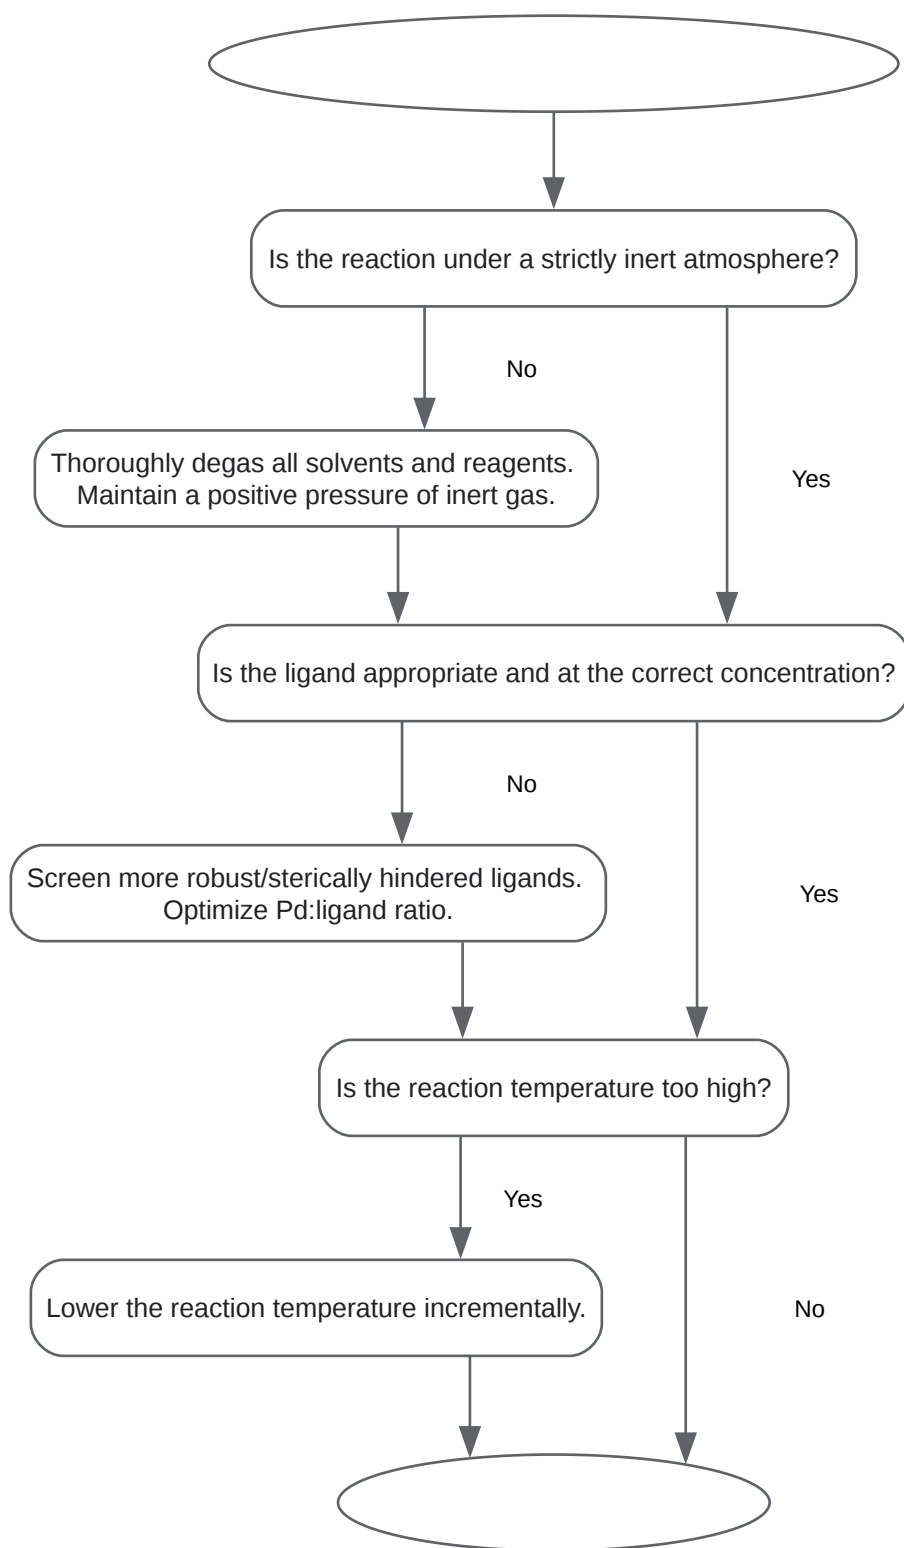 Is the reaction under a strictly inert atmosphere?
No
Thoroughly degas all solvents and reagents.
Maintain a positive pressure of inert gas.
Yes
Is the ligand appropriate and at the correct concentration?
No
Screen more robust/sterically hindered ligands.
Optimize Pd:ligand ratio.
Yes
Is the reaction temperature too high?
Yes
Lower the reaction temperature incrementally.
No